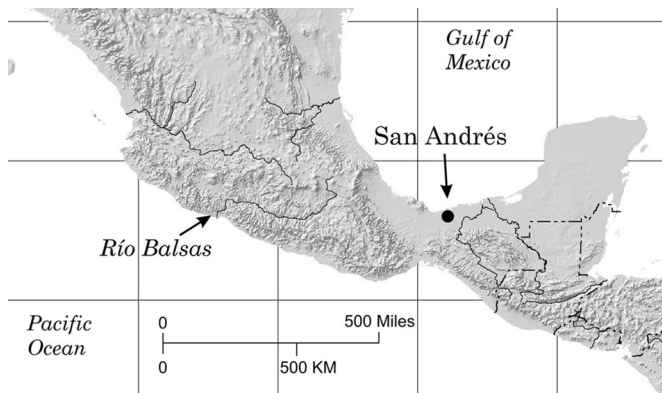 Gulf of
Mexico
San Andrés
Río Balsas
Pacific
Ocean
0
500 Miles
0
500 KM